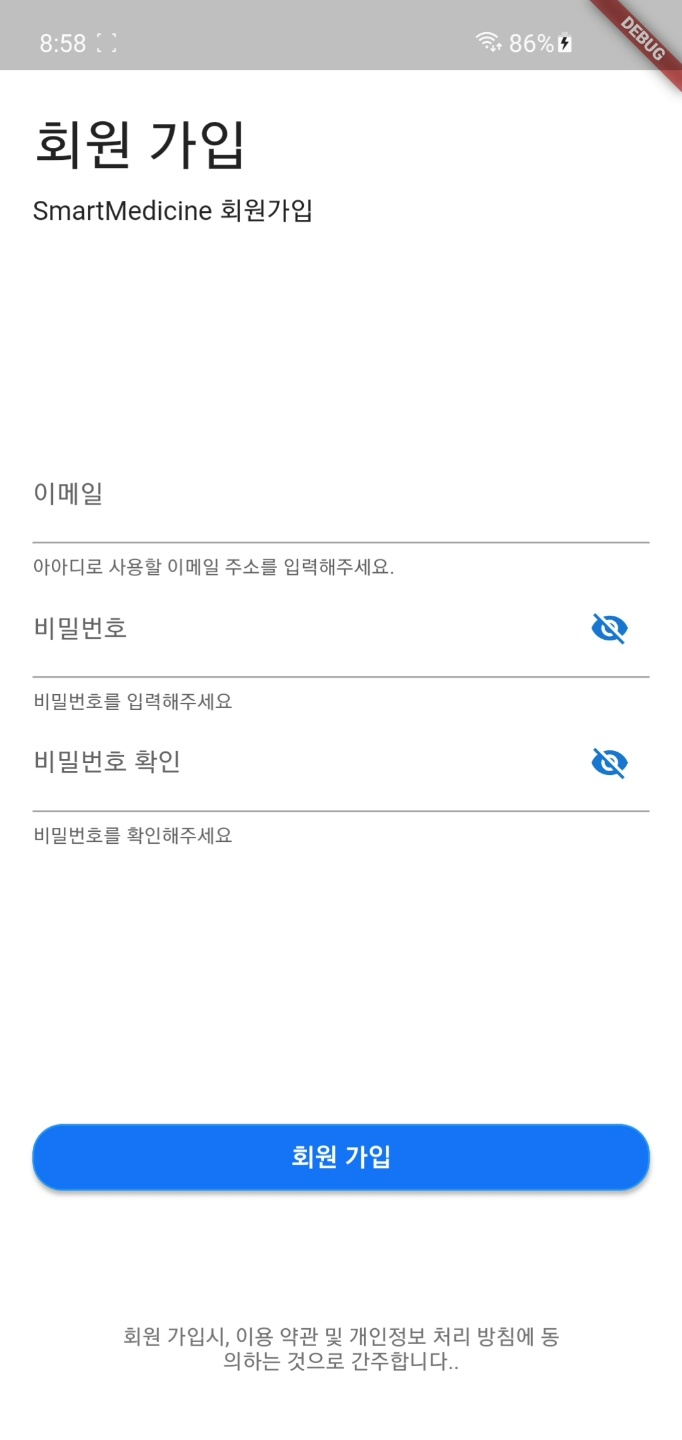 8:58
86%
DEBUG
회원 가입
SmartMedicine 회원가입
이메일
아아디로 사용할 이메일 주소를 입력해주세요.
비밀번호
비밀번호를 입력해주세요
비밀번호 확인
비밀번호를 확인해주세요
회원 가입
회원 가입시, 이용 약관 및 개인정보 처리 방침에 동
의하는 것으로 간주합니다..